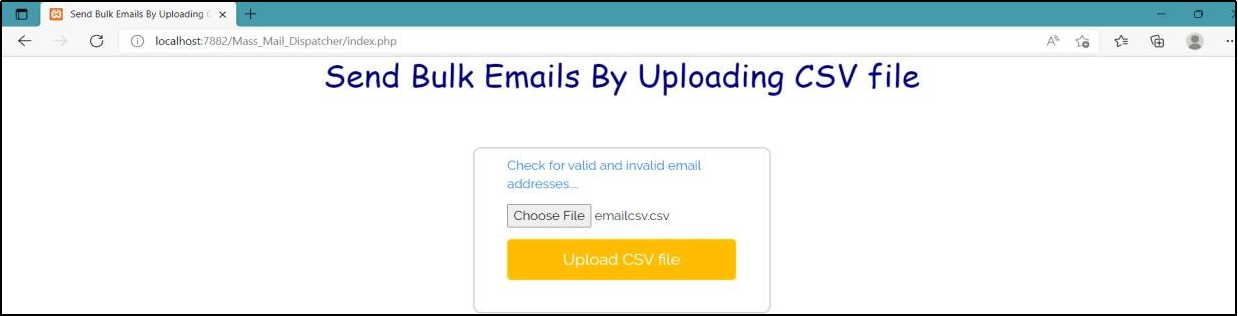 Send Bulk Emails By Uploading C
localhost:7882/Mass_Mail_Dispatcher/index.php
Send Bulk Emails By Uploading CSV file
Check for valid and invalid email
addresses....
Choose File emailcsv.csv
Upload CSV file